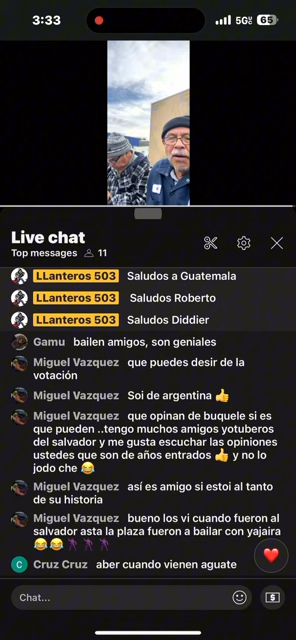 3:33
5GE 65
Live chat
Top messages 11
LLanteros 503 Saludos a Guatemala
LLanteros 503 Saludos Roberto
LLanteros 503 Saludos Diddier
Gamu bailen amigos, son geniales
Miguel Vazquez que puedes desir de la
votación
Miguel Vazquez Soi de argentina 👍
Miguel Vazquez que opinan de buquele si es
que pueden ..tengo muchos amigos yotuberos
del salvador y me gusta escuchar las opiniones
ustedes que son de años entrados 👍 y no lo
jodo che 😂
Miguel Vazquez así es amigo si estoi al tanto
de su historia
Miguel Vazquez bueno los vi cuando fueron al
salvador asta la plaza fueron a bailar con yajaira
😂😂🕺🕺🕺
C Cruz Cruz aber cuando vienen aguate
Chat...